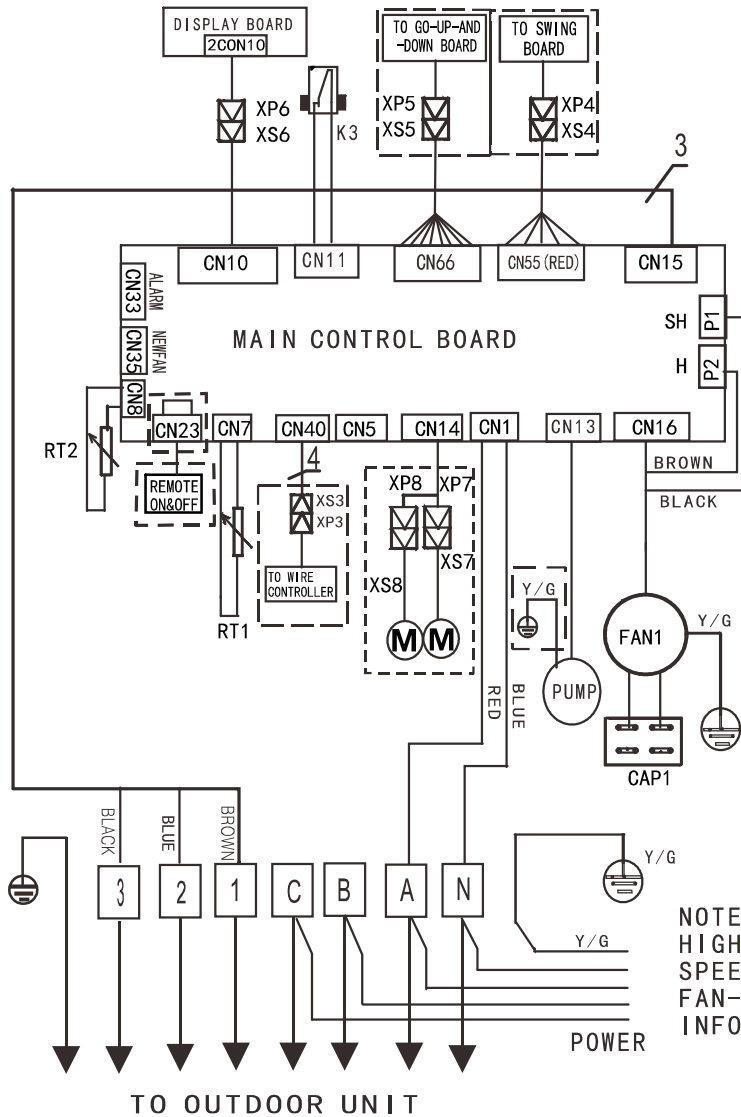 DISPLAY BOARD
2CON10
TO GO-UP-AND
-DOWN BOARD
TO SWING
BOARD
XP6
XS6
K3
XP5
XS5
XP4
XS4
3
CN10
CN11
CN66
CN55(RED)
CN15
CN33
ALARM
CN35
NEWFAN
CN8
MAIN CONTROL BOARD
SH
P1
H
P2
CN23
CN7
CN40
CN5
CN14
CN1
CN13
CN16
RT2
REMOTE
ON&OFF
4
XS3
XP3
TO WIRE
CONTROLLER
RT1
XP8
XP7
XS7
XS8
M
M
BROWN
BLACK
Y/G
PUMP
FAN1
Y/G
CAP1
RED
BLUE
BLACK
BLUE
BROWN
3
2
1
C
B
A
N
Y/G
Y/G
POWER
NOTE
HIGH
SPEE
FAN-
INFO
TO OUTDOOR UNIT